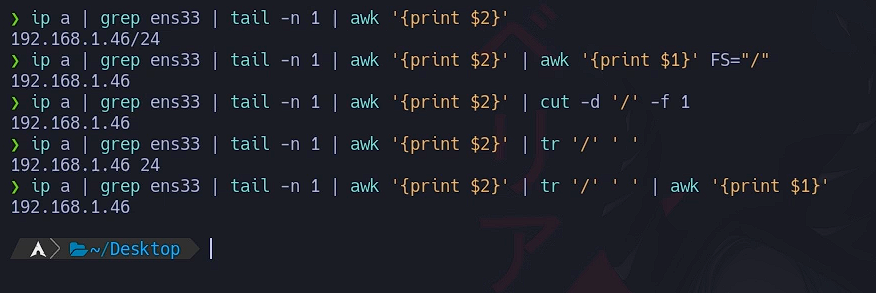 ❯ ip a | grep ens33 | tail -n 1 | awk '{print $2}'
192.168.1.46/24
❯ ip a | grep ens33 | tail -n 1 | awk '{print $2}' | awk '{print $1}' FS="/"
192.168.1.46
❯ ip a | grep ens33 | tail -n 1 | awk '{print $2}' | cut -d '/' -f 1
192.168.1.46
❯ ip a | grep ens33 | tail -n 1 | awk '{print $2}' | tr '/' ' '
192.168.1.46 24
❯ ip a | grep ens33 | tail -n 1 | awk '{print $2}' | tr '/' ' ' | awk '{print $1}'
192.168.1.46
~/Desktop